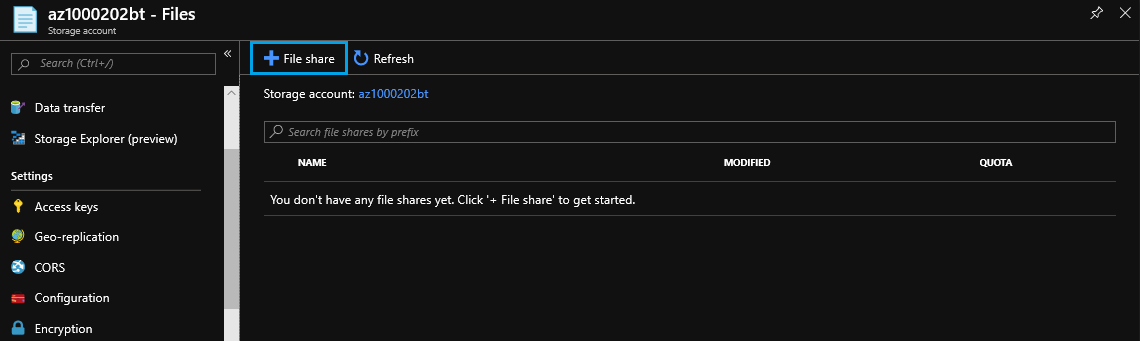 az1000202bt - Files
Storage account
Search (Ctrl+/)
«
Data transfer
Storage Explorer (preview)
Settings
Access keys
Geo-replication
CORS
Configuration
Encryption
File share
Refresh
Storage account: az1000202bt
Search file shares by prefix
NAME MODIFIED QUOTA
You don't have any file shares yet. Click '+ File share' to get started.